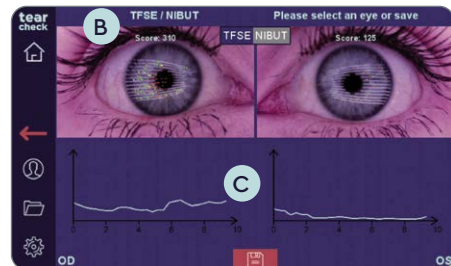 tear
check
B
TFSE / NIBUT
Please select an eye or save
Score: 310
TFSE NIBUT
Score: 125
C
0 2 4 6 8 10
0 2 4 6 8 10
OD
OS